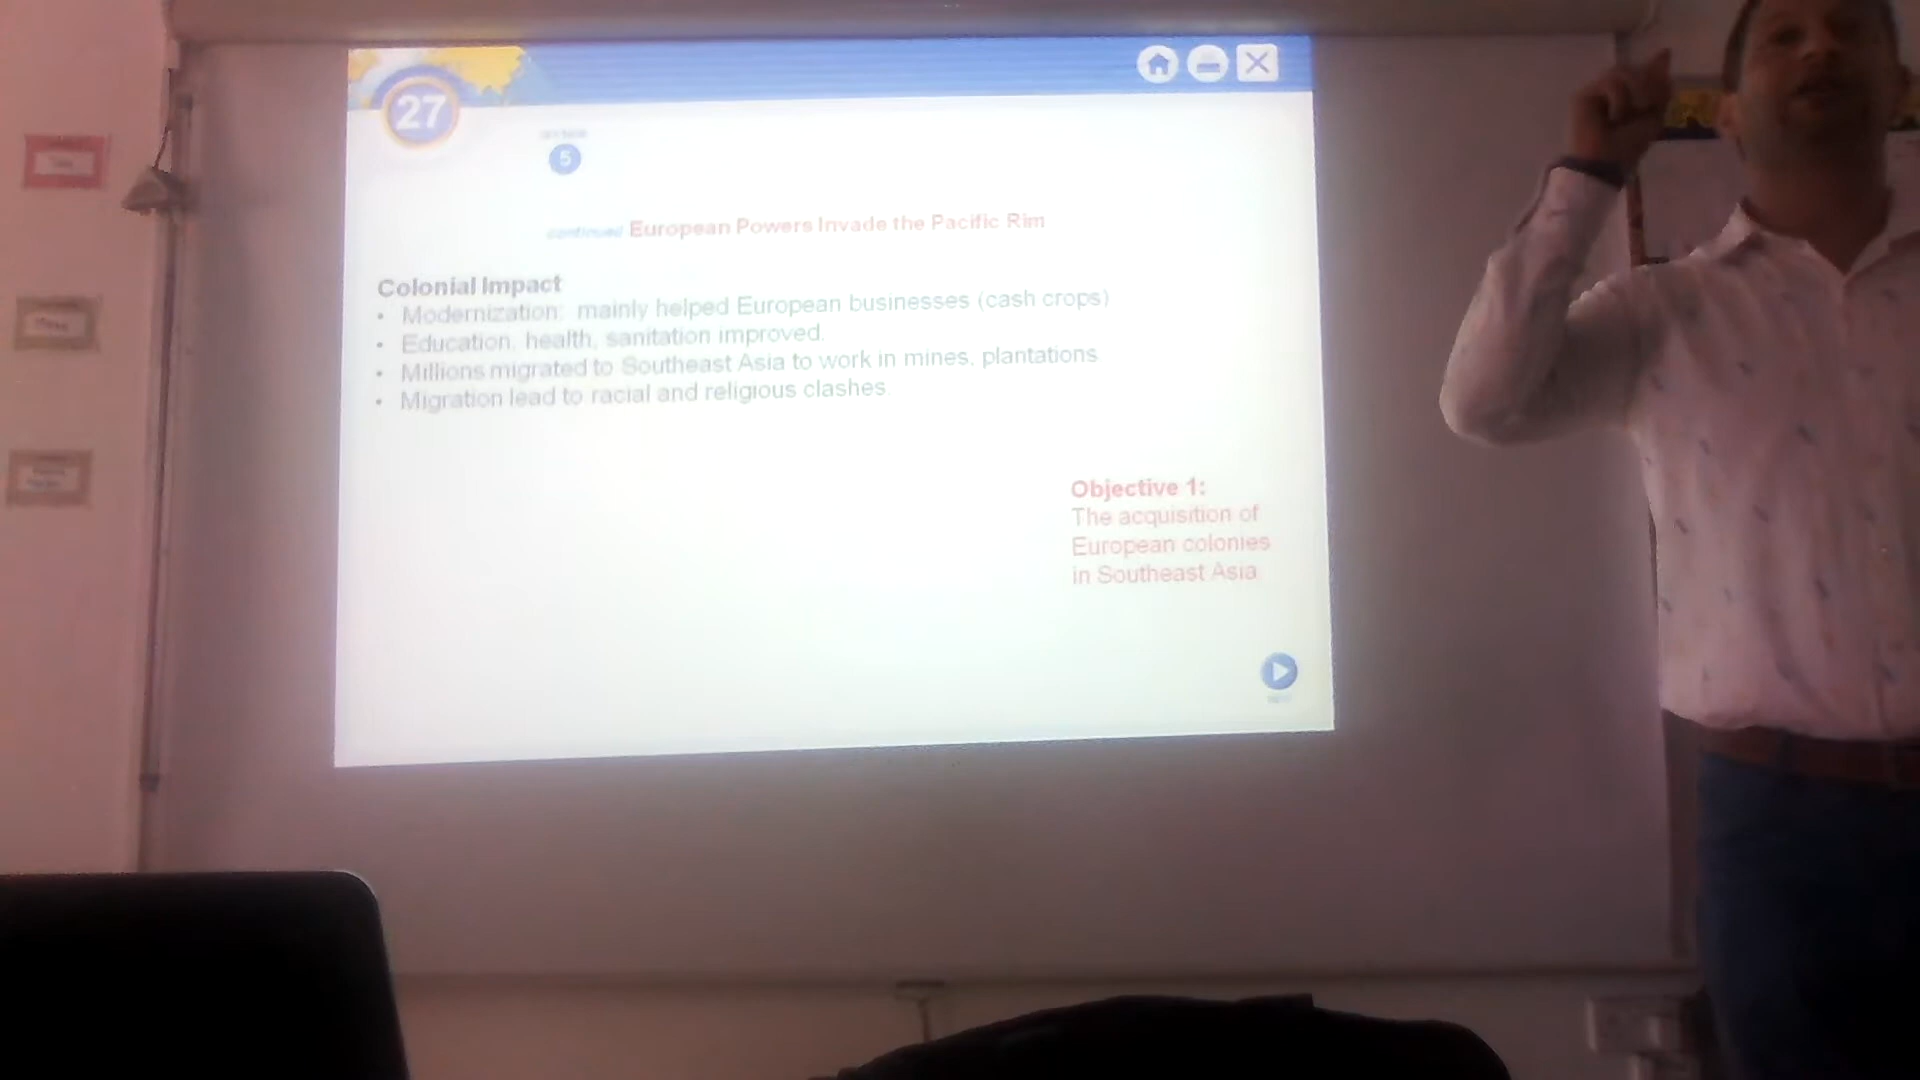 27
5
continued European Powers Invade the Pacific Rim
Colonial Impact
• Modernization: mainly helped European businesses (cash crops)
• Education, health, sanitation improved.
• Millions migrated to Southeast Asia to work in mines, plantations
• Migration lead to racial and religious clashes.
Objective 1:
The acquisition of
European colonies
in Southeast Asia